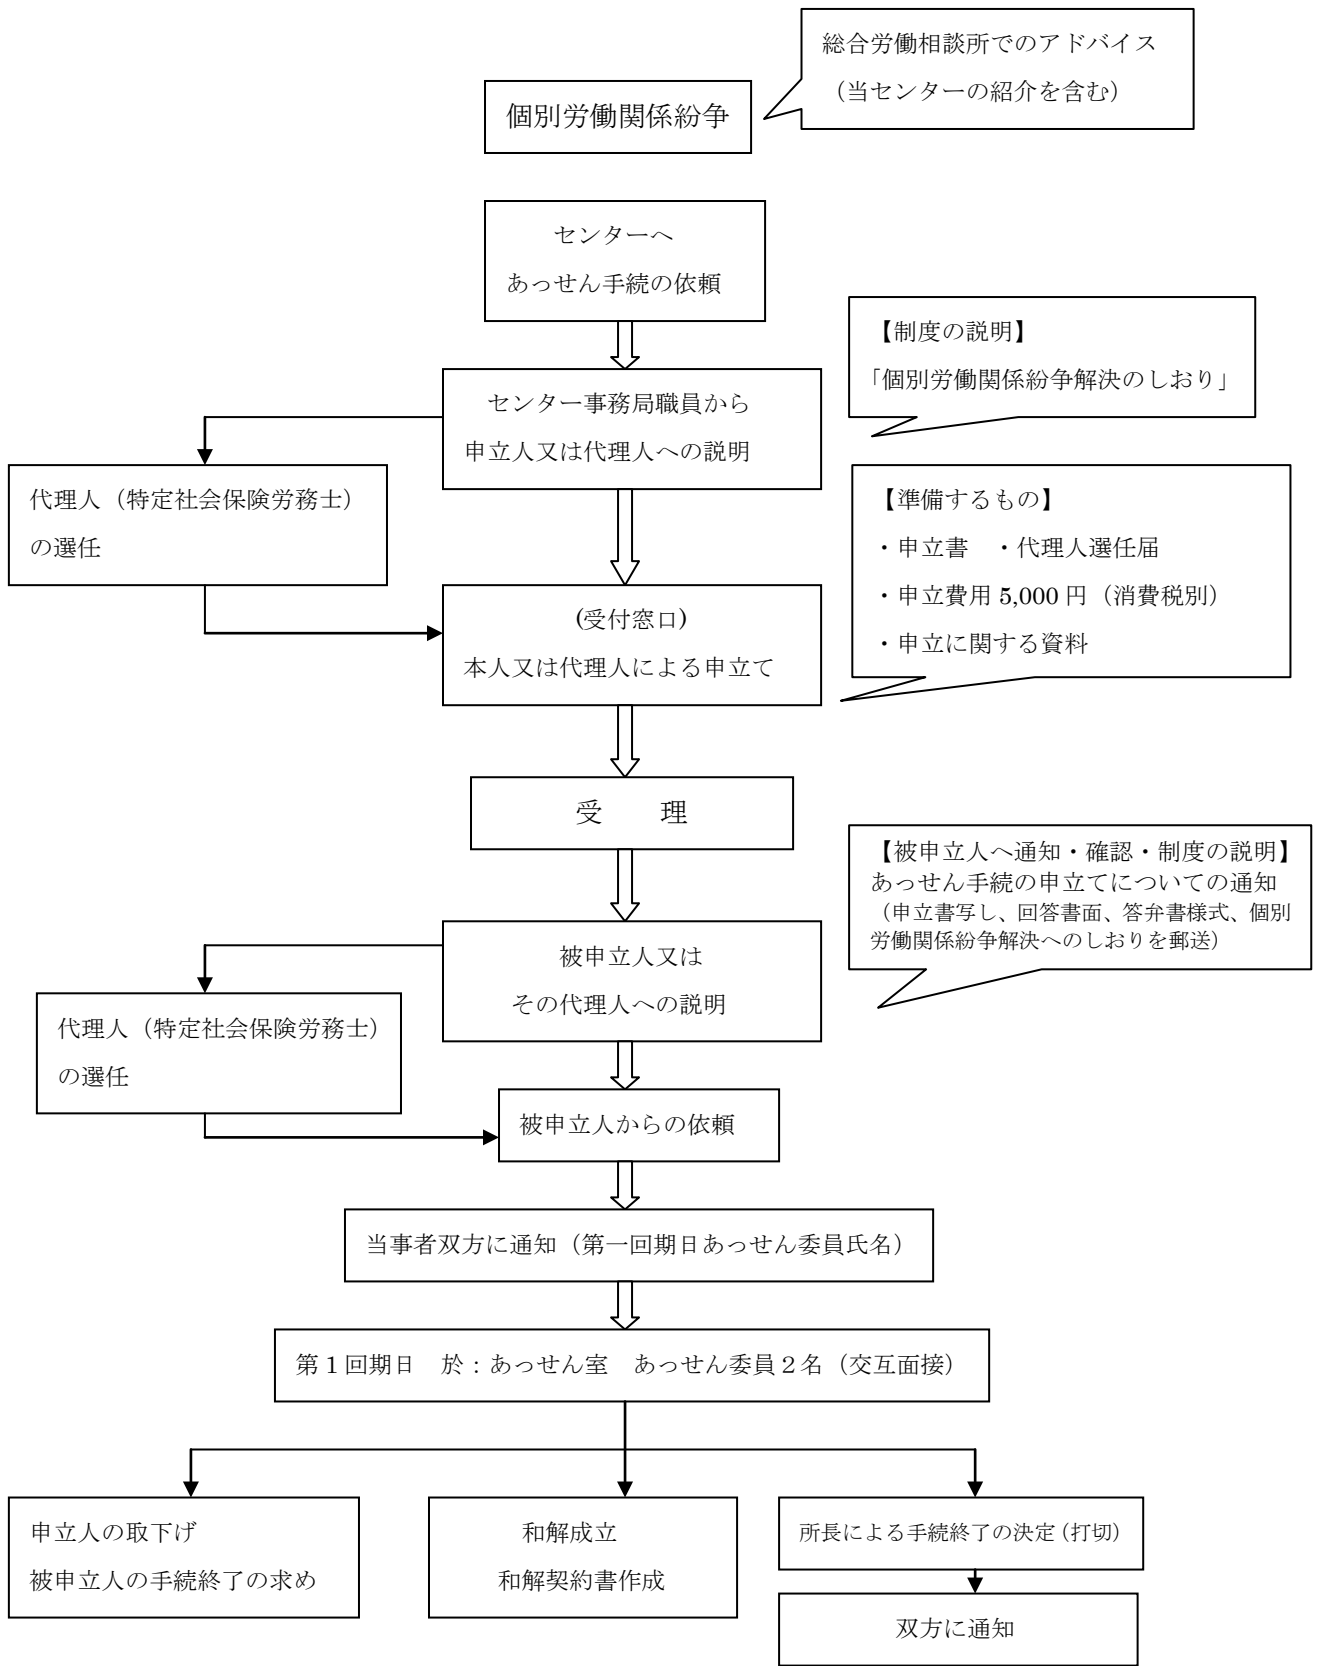 総合労働相談所でのアドバイス
（当センターの紹介を含む）
個別労働関係紛争
センターへ
あっせん手続の依頼
【制度の説明】
「個別労働関係紛争解決のしおり」
センター事務局職員から
申立人又は代理人への説明
代理人（特定社会保険労務士）
の選任
【準備するもの】
・申立書　・代理人選任届
・申立費用 5,000 円（消費税別）
・申立に関する資料
(受付窓口)
本人又は代理人による申立て
受　　理
【被申立人へ通知・確認・制度の説明】
あっせん手続の申立てについての通知
（申立書写し、回答書面、答弁書様式、個別
労働関係紛争解決へのしおりを郵送）
被申立人又は
その代理人への説明
代理人（特定社会保険労務士）
の選任
被申立人からの依頼
当事者双方に通知（第一回期日あっせん委員氏名）
第１回期日　於：あっせん室　あっせん委員２名（交互面接）
申立人の取下げ
被申立人の手続終了の求め
和解成立
和解契約書作成
所長による手続終了の決定（打切）
双方に通知